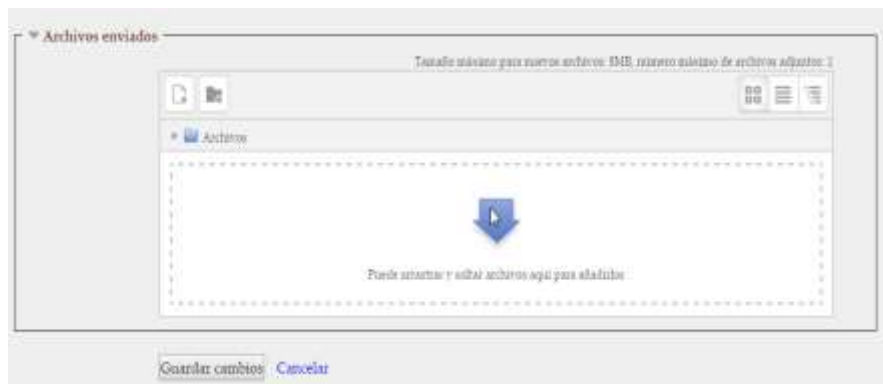 Archivos enviados
Tamaño máximo para nuevos archivos: 8MB, número máximo de archivos adjuntos: 1
Archivos
Puede arrastrar y soltar archivos aquí para añadirlos
Guardar cambios Cancelar